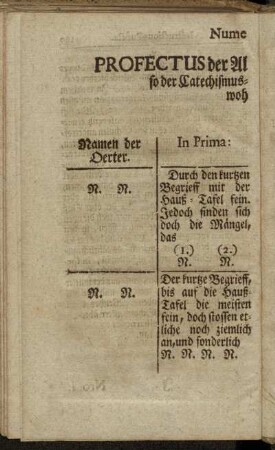 Nume
PROFECTUS der Al
so der Catechismus-
woh
Namen der
Oerter.
In Prima:
N. N.
Durch den kurtzen
Begrieff mit der
Hauß-Tafel fein.
Jedoch finden sich
doch die Mängel,
das
(1.) (2.)
N. N.
N. N.
Der kurtze Begrieff,
bis auf die Hauß-
Tafel die meisten
fein, doch stossen et-
liche noch ziemlich
an, und sonderlich
N. N. N. N.